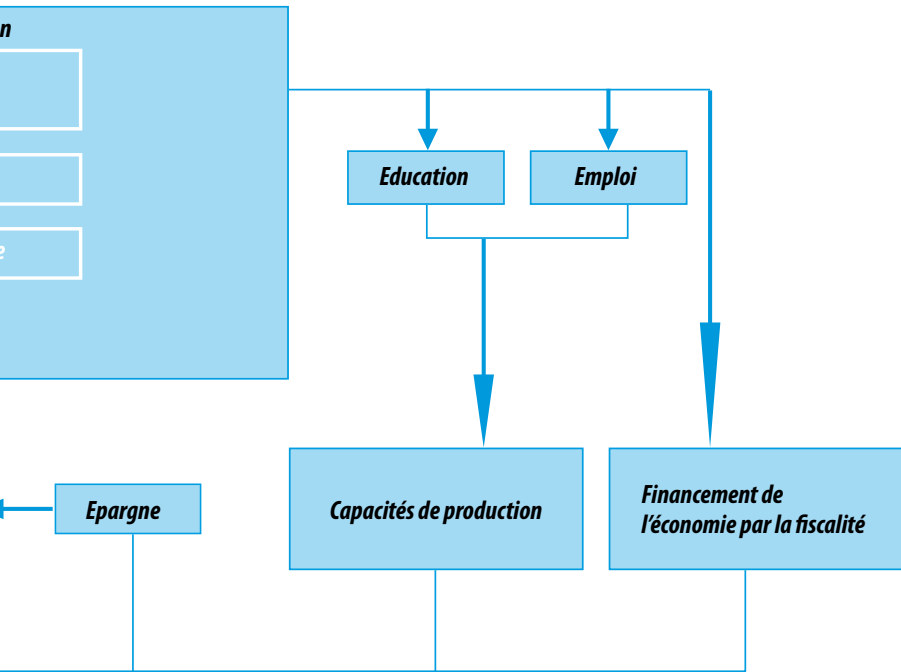 n
e
Education
Emploi
Epargne
Capacités de production
Financement de
l'économie par la fiscalité